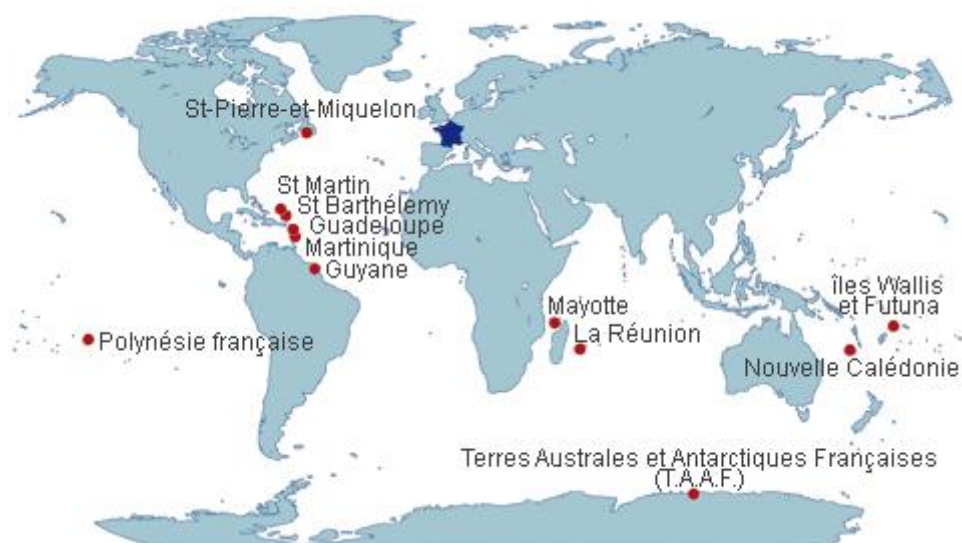 St-Pierre-et-Miquelon
St Martin
St Barthélemy
Guadeloupe
Martinique
Guyane
Mayotte
La Réunion
îles Wallis
et Futuna
Polynésie française
Nouvelle Calédonie
Terres Australes et Antarctiques Françaises
(T.A.A.F.)